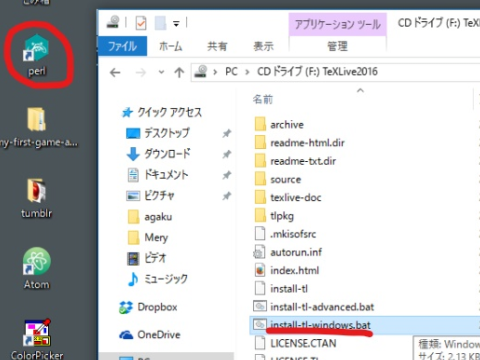 perl
ny-first-game-a...
tumblr
Atom
ColorPicker
アプリケーション ツール
CD ドライブ (F:) TeXLive2016
ファイル
ホーム
共有
表示
管理
PC
CD ドライブ (F:) TeXLive2016
名前
クイック アクセス
デスクトップ
ダウンロード
ドキュメント
ピクチャ
agaku
Mery
ビデオ
ミュージック
Dropbox
OneDrive
PC
archive
readme-html.dir
readme-txt.dir
source
texlive-doc
tlpkg
.mkisofsrc
autorun.inf
index.html
install-tl
install-tl-advanced.bat
install-tl-windows.bat
LICENSE.CTAN
LICENSE.TL
種類: Window
サイズ: 2.13 KB